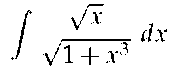 ∫ √x / √(1 + x³) dx